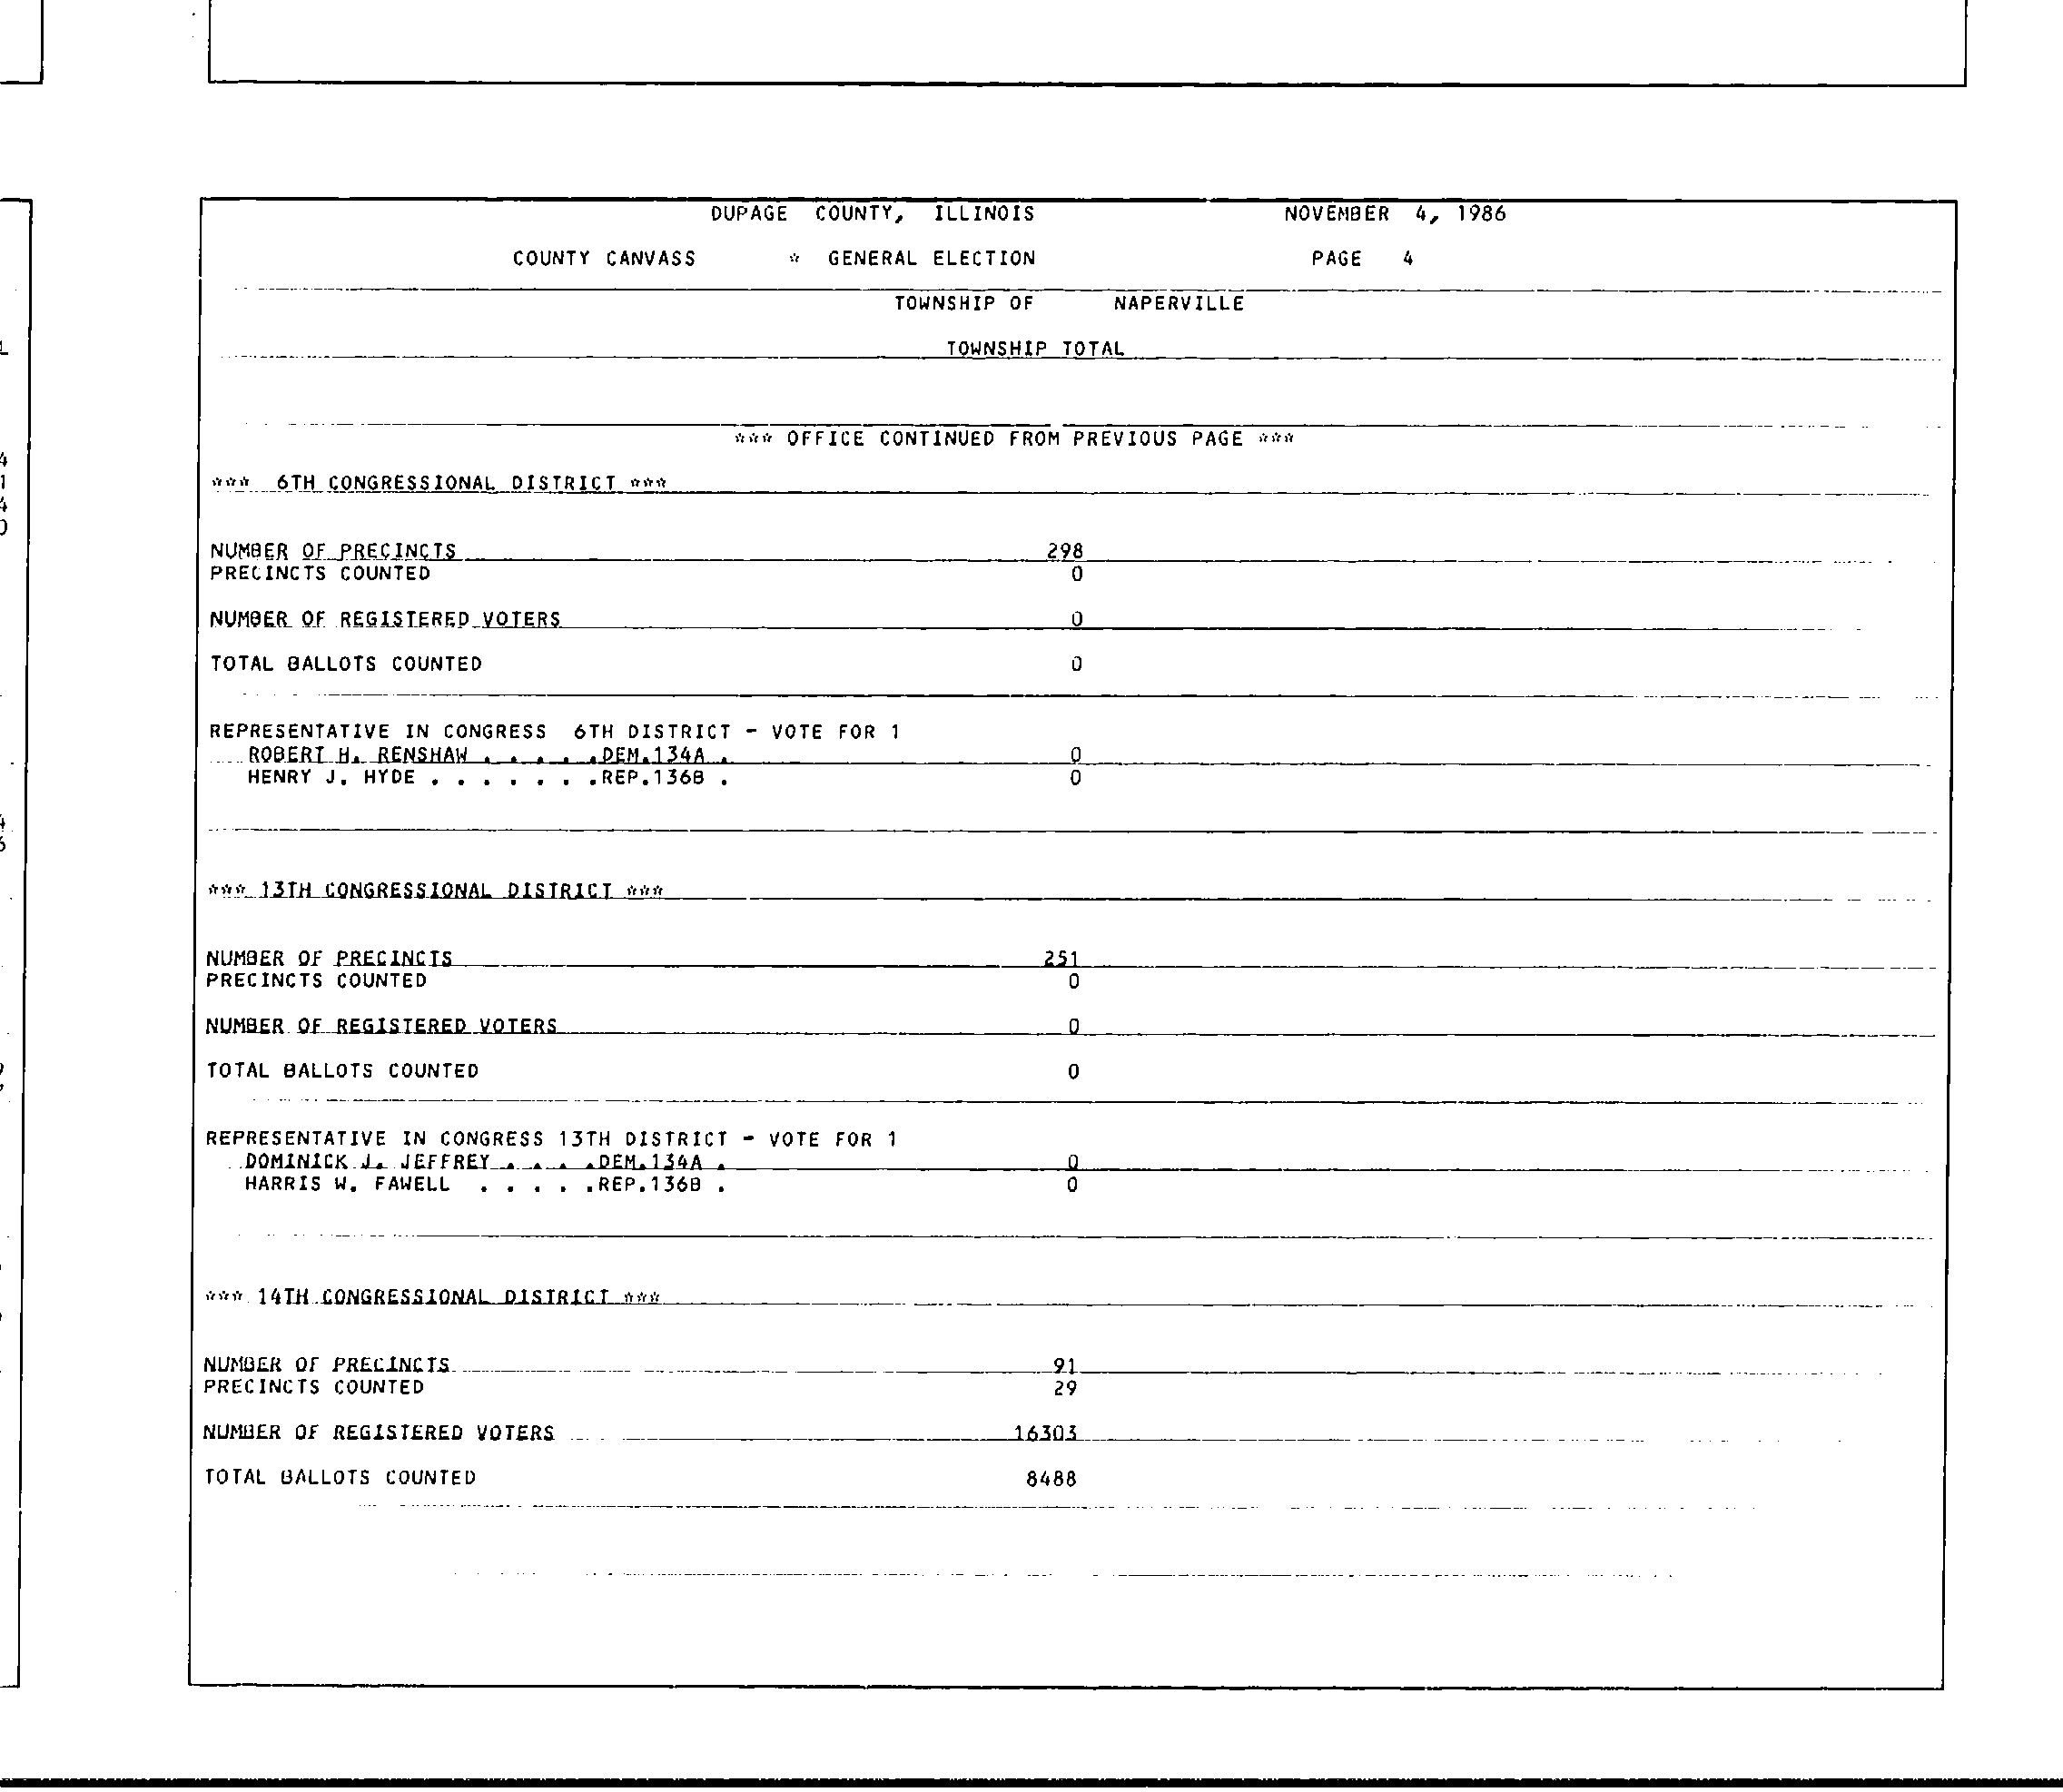 DUPAGE COUNTY, ILLINOIS NOVEMBER 4, 1986
COUNTY CANVASS * GENERAL ELECTION PAGE 4
TOWNSHIP OF NAPERVILLE
TOWNSHIP TOTAL
*** OFFICE CONTINUED FROM PREVIOUS PAGE ***
*** 6TH CONGRESSIONAL DISTRICT ***
NUMBER OF PRECINCTS 298
PRECINCTS COUNTED 0
NUMBER OF REGISTERED VOTERS 0
TOTAL BALLOTS COUNTED 0
REPRESENTATIVE IN CONGRESS 6TH DISTRICT - VOTE FOR 1
ROBERT H. RENSHAW . . . . .DEM.134A . 0
HENRY J. HYDE . . . . . . .REP.136B . 0
*** 13TH CONGRESSIONAL DISTRICT ***
NUMBER OF PRECINCTS 251
PRECINCTS COUNTED 0
NUMBER OF REGISTERED VOTERS 0
TOTAL BALLOTS COUNTED 0
REPRESENTATIVE IN CONGRESS 13TH DISTRICT - VOTE FOR 1
DOMINICK J. JEFFREY . . . .DEM.134A . 0
HARRIS W. FAWELL . . . . .REP.136B . 0
*** 14TH CONGRESSIONAL DISTRICT ***
NUMBER OF PRECINCTS 91
PRECINCTS COUNTED 29
NUMBER OF REGISTERED VOTERS 16303
TOTAL BALLOTS COUNTED 8488